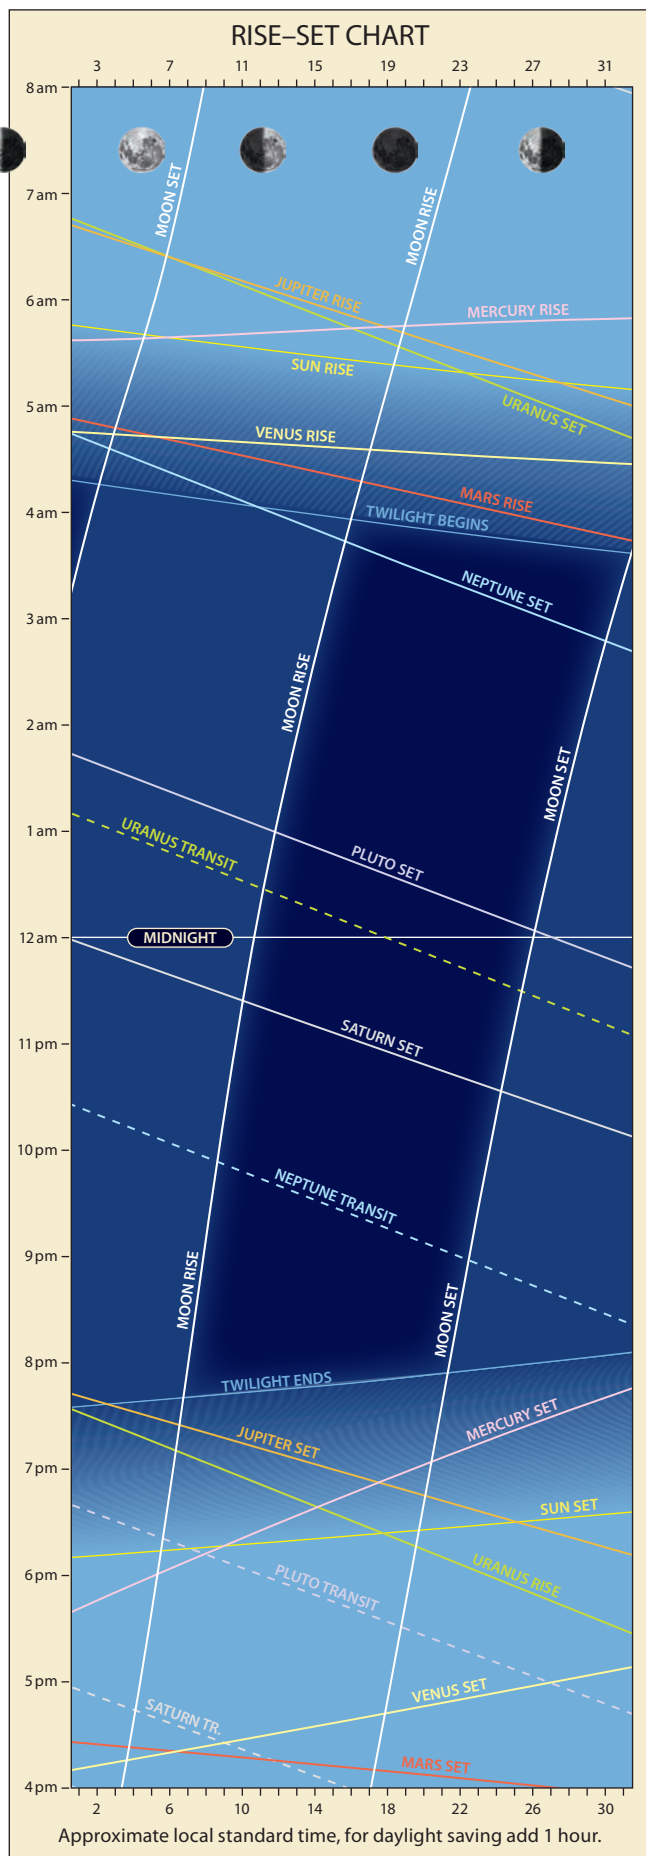 RISE–SET CHART
3 7 11 15 19 23 27 31
8 am
MOON SET
MOON RISE
7 am
JUPITER RISE
MERCURY RISE
6 am
SUN RISE
URANUS SET
5 am
VENUS RISE
MARS RISE
TWILIGHT BEGINS
4 am
NEPTUNE SET
3 am
MOON RISE
2 am
MOON SET
URANUS TRANSIT
1 am
PLUTO SET
12 am
MIDNIGHT
SATURN SET
11 pm
10 pm
NEPTUNE TRANSIT
9 pm
MOON RISE
MOON SET
8 pm
TWILIGHT ENDS
JUPITER SET
MERCURY SET
7 pm
SUN SET
6 pm
PLUTO TRANSIT
URANUS RISE
5 pm
VENUS SET
SATURN TR.
MARS SET
4 pm
2 6 10 14 18 22 26 30
Approximate local standard time, for daylight saving add 1 hour.